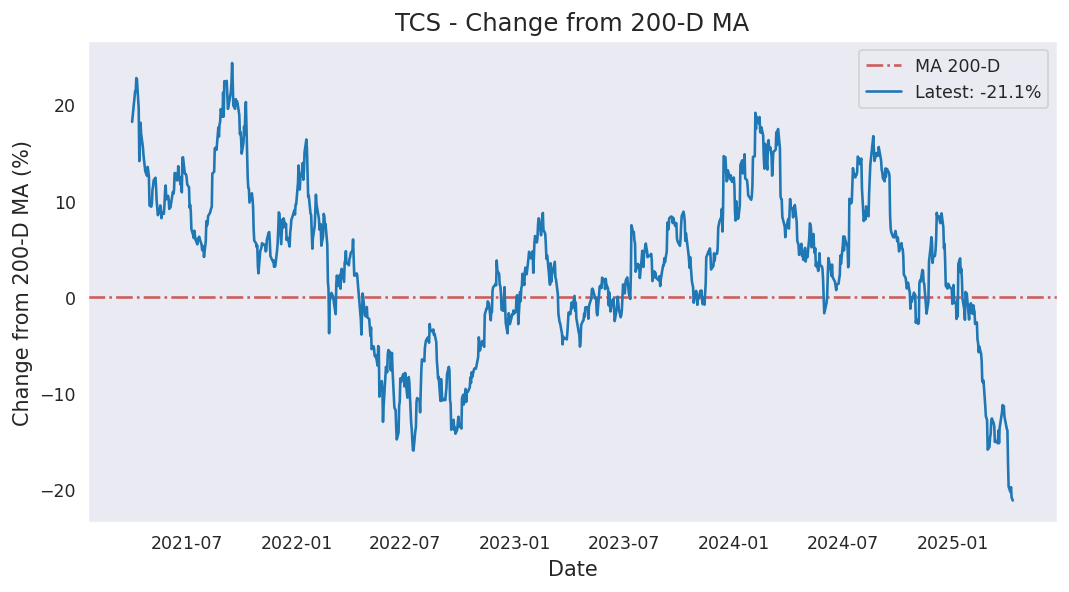 TCS - Change from 200-D MA
MA 200-D
Latest: -21.1%
Change from 200-D MA (%)
20
10
0
−10
−20
2021-07
2022-01
2022-07
2023-01
2023-07
2024-01
2024-07
2025-01
Date